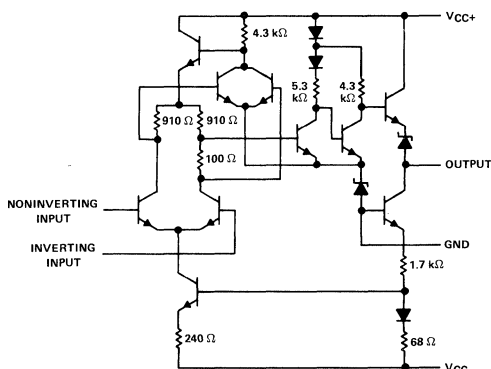 VCC+
4.3 kΩ
5.3
kΩ
4.3
kΩ
910 Ω
910 Ω
100 Ω
OUTPUT
NONINVERTING
INPUT
INVERTING
INPUT
GND
1.7 kΩ
240 Ω
68 Ω
VCC